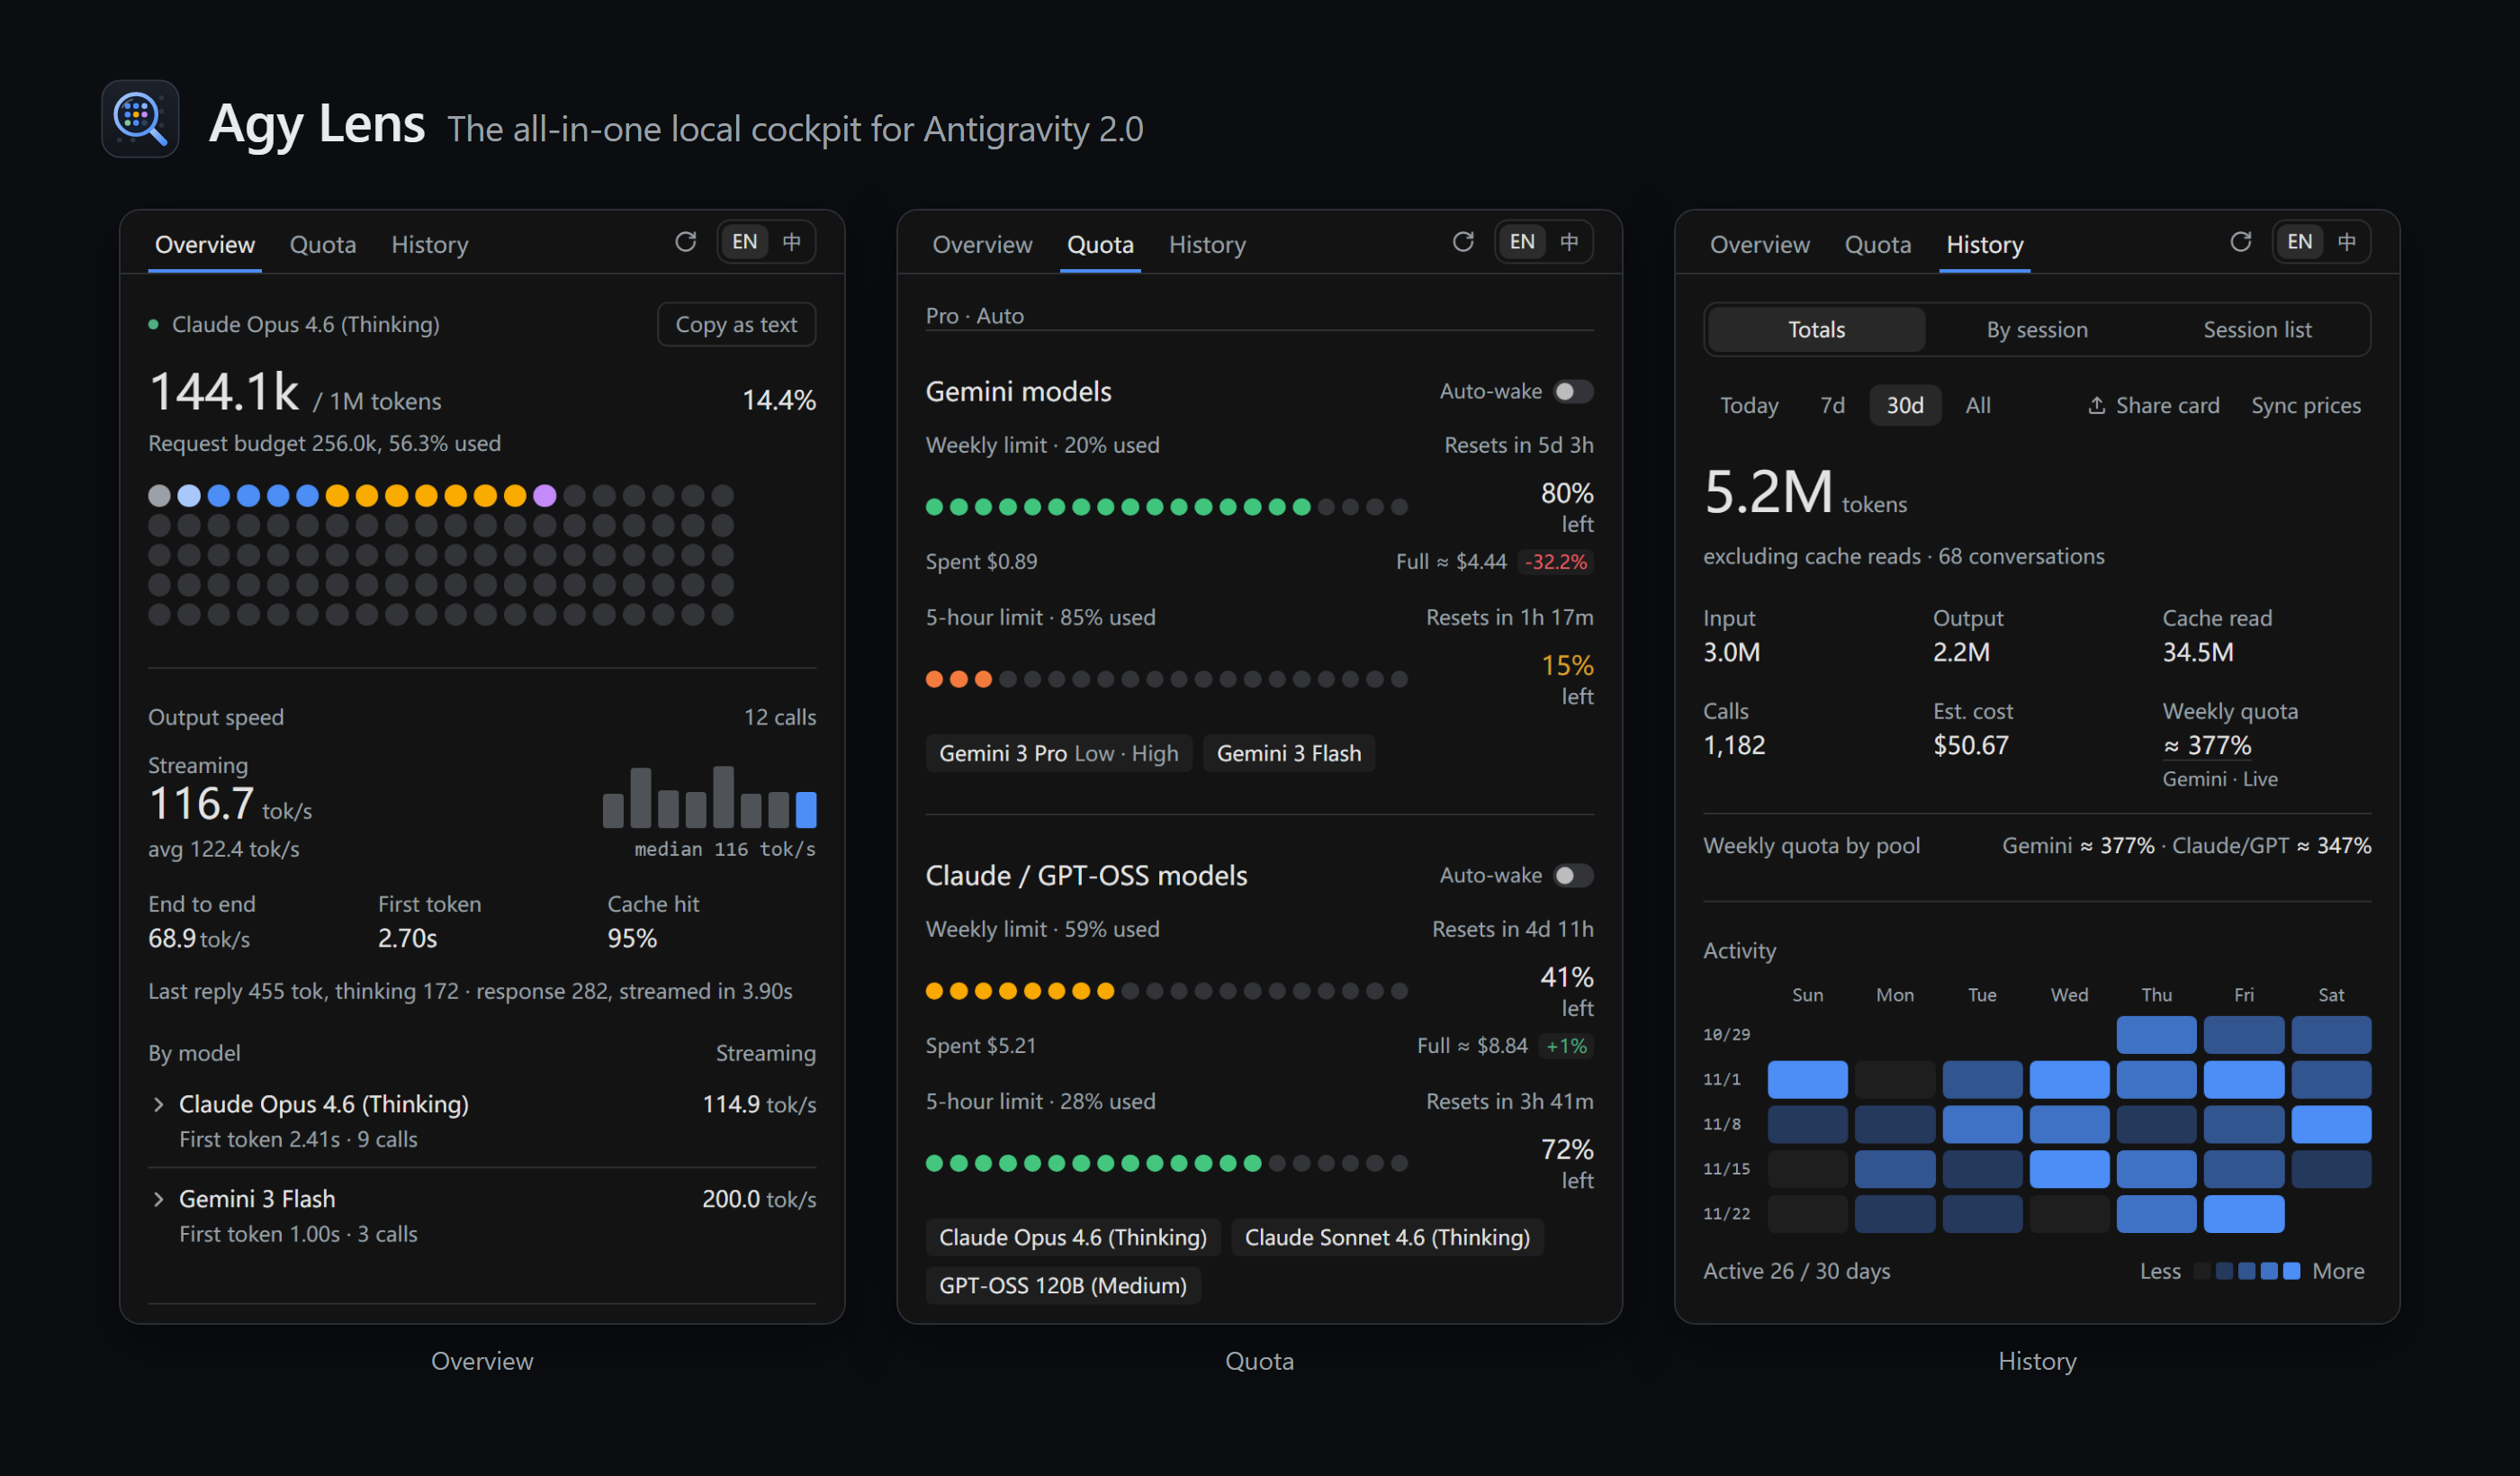 Agy Lens The all-in-one local cockpit for Antigravity 2.0
Overview Quota History EN 中
Claude Opus 4.6 (Thinking) Copy as text
144.1k / 1M tokens 14.4%
Request budget 256.0k, 56.3% used
Output speed 12 calls
Streaming
116.7 tok/s
avg 122.4 tok/s median 116 tok/s
End to end First token Cache hit
68.9 tok/s 2.70s 95%
Last reply 455 tok, thinking 172 · response 282, streamed in 3.90s
By model Streaming
Claude Opus 4.6 (Thinking) 114.9 tok/s
First token 2.41s · 9 calls
Gemini 3 Flash 200.0 tok/s
First token 1.00s · 3 calls
Overview
Overview Quota History EN 中
Pro · Auto
Gemini models Auto-wake
Weekly limit · 20% used Resets in 5d 3h
80%
left
Spent $0.89 Full ≈ $4.44 -32.2%
5-hour limit · 85% used Resets in 1h 17m
15%
left
Gemini 3 Pro Low · High Gemini 3 Flash
Claude / GPT-OSS models Auto-wake
Weekly limit · 59% used Resets in 4d 11h
41%
left
Spent $5.21 Full ≈ $8.84 +1%
5-hour limit · 28% used Resets in 3h 41m
72%
left
Claude Opus 4.6 (Thinking) Claude Sonnet 4.6 (Thinking)
GPT-OSS 120B (Medium)
Quota
Overview Quota History EN 中
Totals By session Session list
Today 7d 30d All Share card Sync prices
5.2M tokens
excluding cache reads · 68 conversations
Input Output Cache read
3.0M 2.2M 34.5M
Calls Est. cost Weekly quota
1,182 $50.67 ≈ 377%
Gemini · Live
Weekly quota by pool Gemini ≈ 377% · Claude/GPT ≈ 347%
Activity
Sun Mon Tue Wed Thu Fri Sat
10/29
11/1
11/8
11/15
11/22
Active 26 / 30 days Less More
History